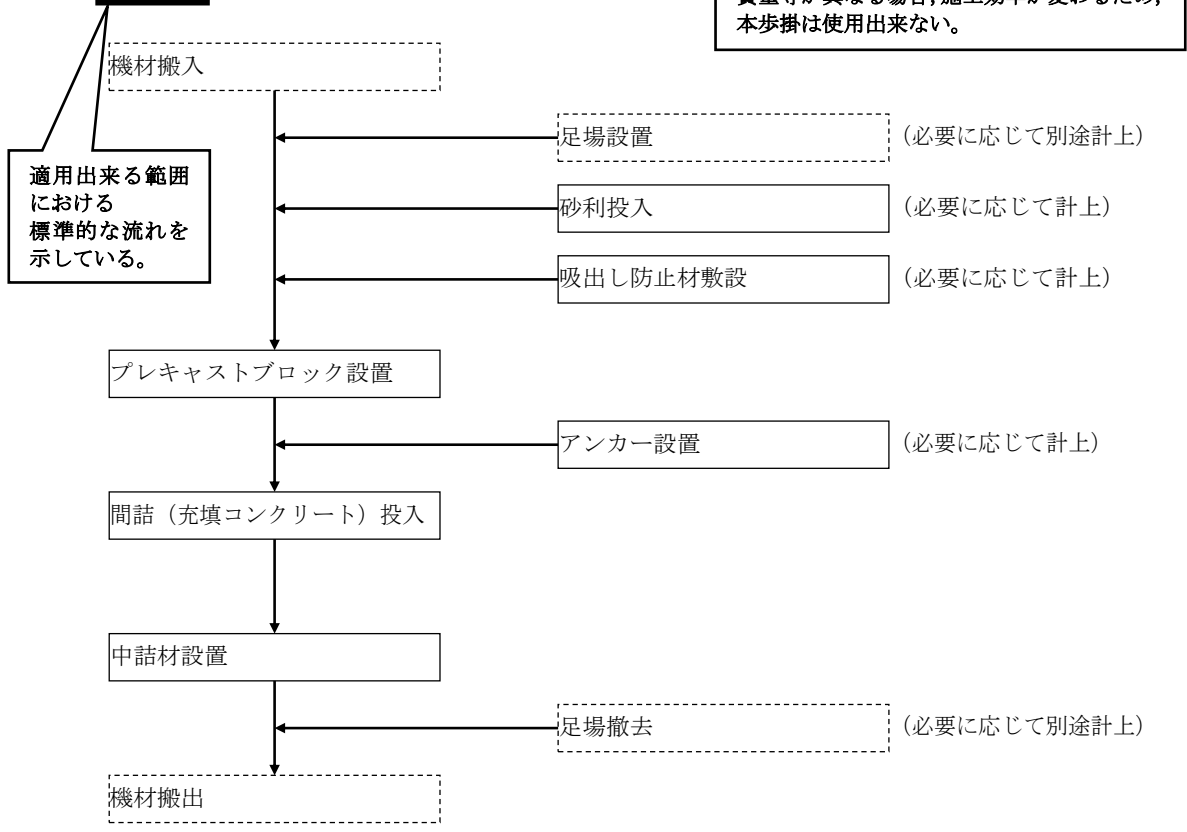 本歩掛は使用出来ない。
機材搬入
足場設置
（必要に応じて別途計上）
適用出来る範囲
における
標準的な流れを
示している。
砂利投入
（必要に応じて計上）
吸出し防止材敷設
（必要に応じて計上）
プレキャストブロック設置
アンカー設置
（必要に応じて計上）
間詰（充填コンクリート）投入
中詰材設置
足場撤去
（必要に応じて別途計上）
機材搬出